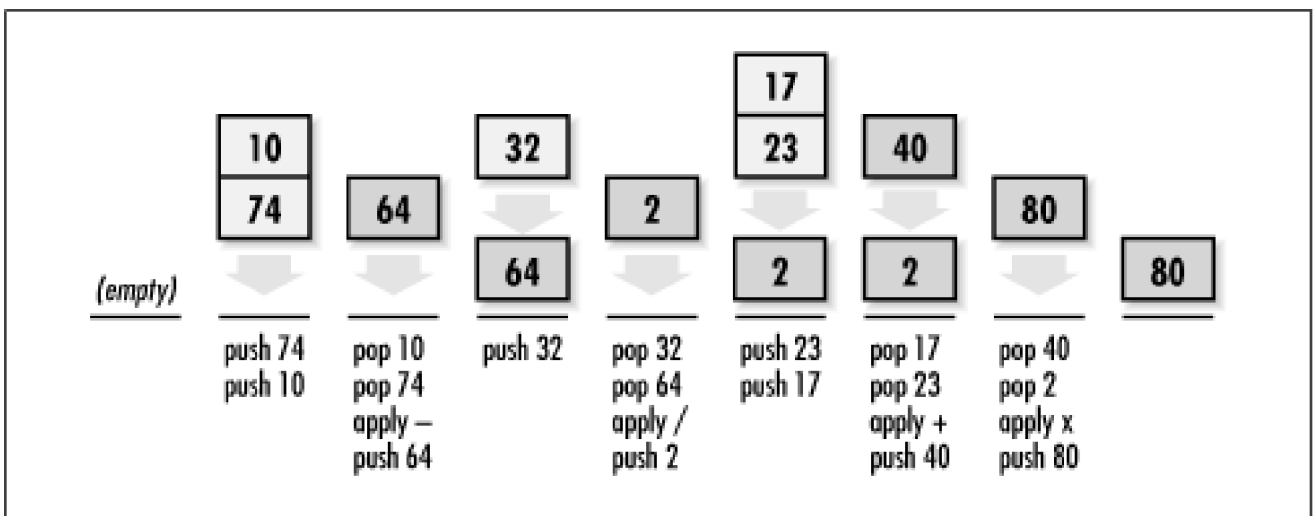 17
10 32 23 40
74 64 2 80
(empty) 64 2 2 80
push 74 pop 10 push 32 pop 32 push 23 pop 17 pop 40
push 10 pop 74 pop 64 push 17 pop 23 pop 2
apply – apply / apply + apply x
push 64 push 2 push 40 push 80